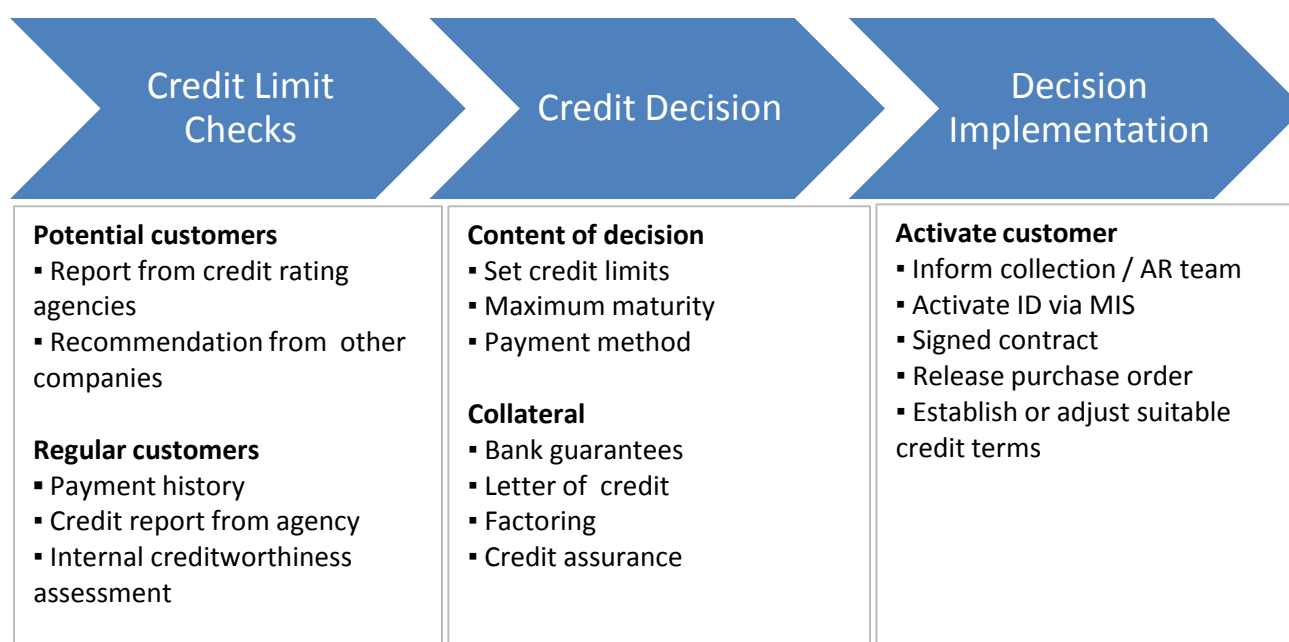 Credit Limit
Checks
Credit Decision
Decision
Implementation
Potential customers
▪ Report from credit rating
agencies
▪ Recommendation from other
companies
Regular customers
▪ Payment history
▪ Credit report from agency
▪ Internal creditworthiness
assessment
Content of decision
▪ Set credit limits
▪ Maximum maturity
▪ Payment method
Collateral
▪ Bank guarantees
▪ Letter of credit
▪ Factoring
▪ Credit assurance
Activate customer
▪ Inform collection / AR team
▪ Activate ID via MIS
▪ Signed contract
▪ Release purchase order
▪ Establish or adjust suitable
credit terms